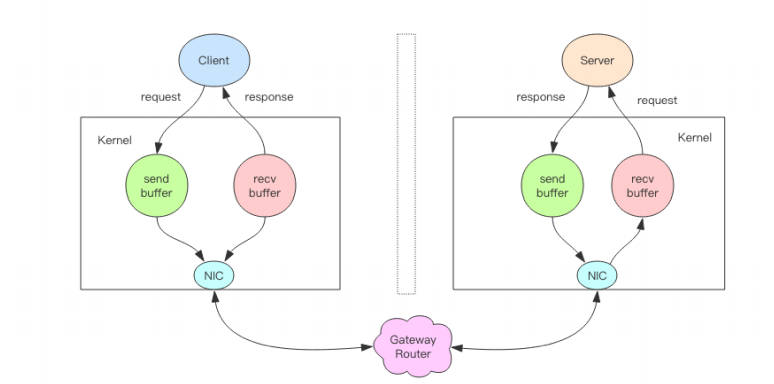 Client
Server
request
response
response
request
Kernel
Kernel
send
buffer
recv
buffer
send
buffer
recv
buffer
NIC
NIC
Gateway
Router